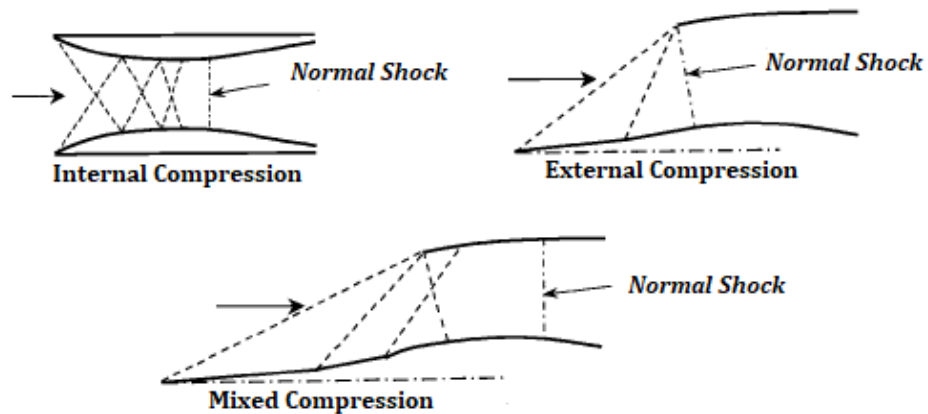 Normal Shock
Internal Compression
Normal Shock
External Compression
Normal Shock
Mixed Compression